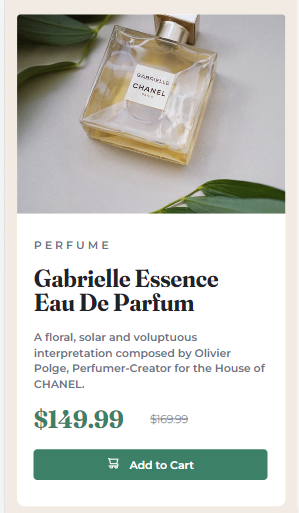 GABRIELLE
CHANEL
PARIS
PERFUME
Gabrielle Essence
Eau De Parfum
A floral, solar and voluptuous
interpretation composed by Olivier
Polge, Perfumer-Creator for the House of
CHANEL.
$149.99 $169.99
Add to Cart